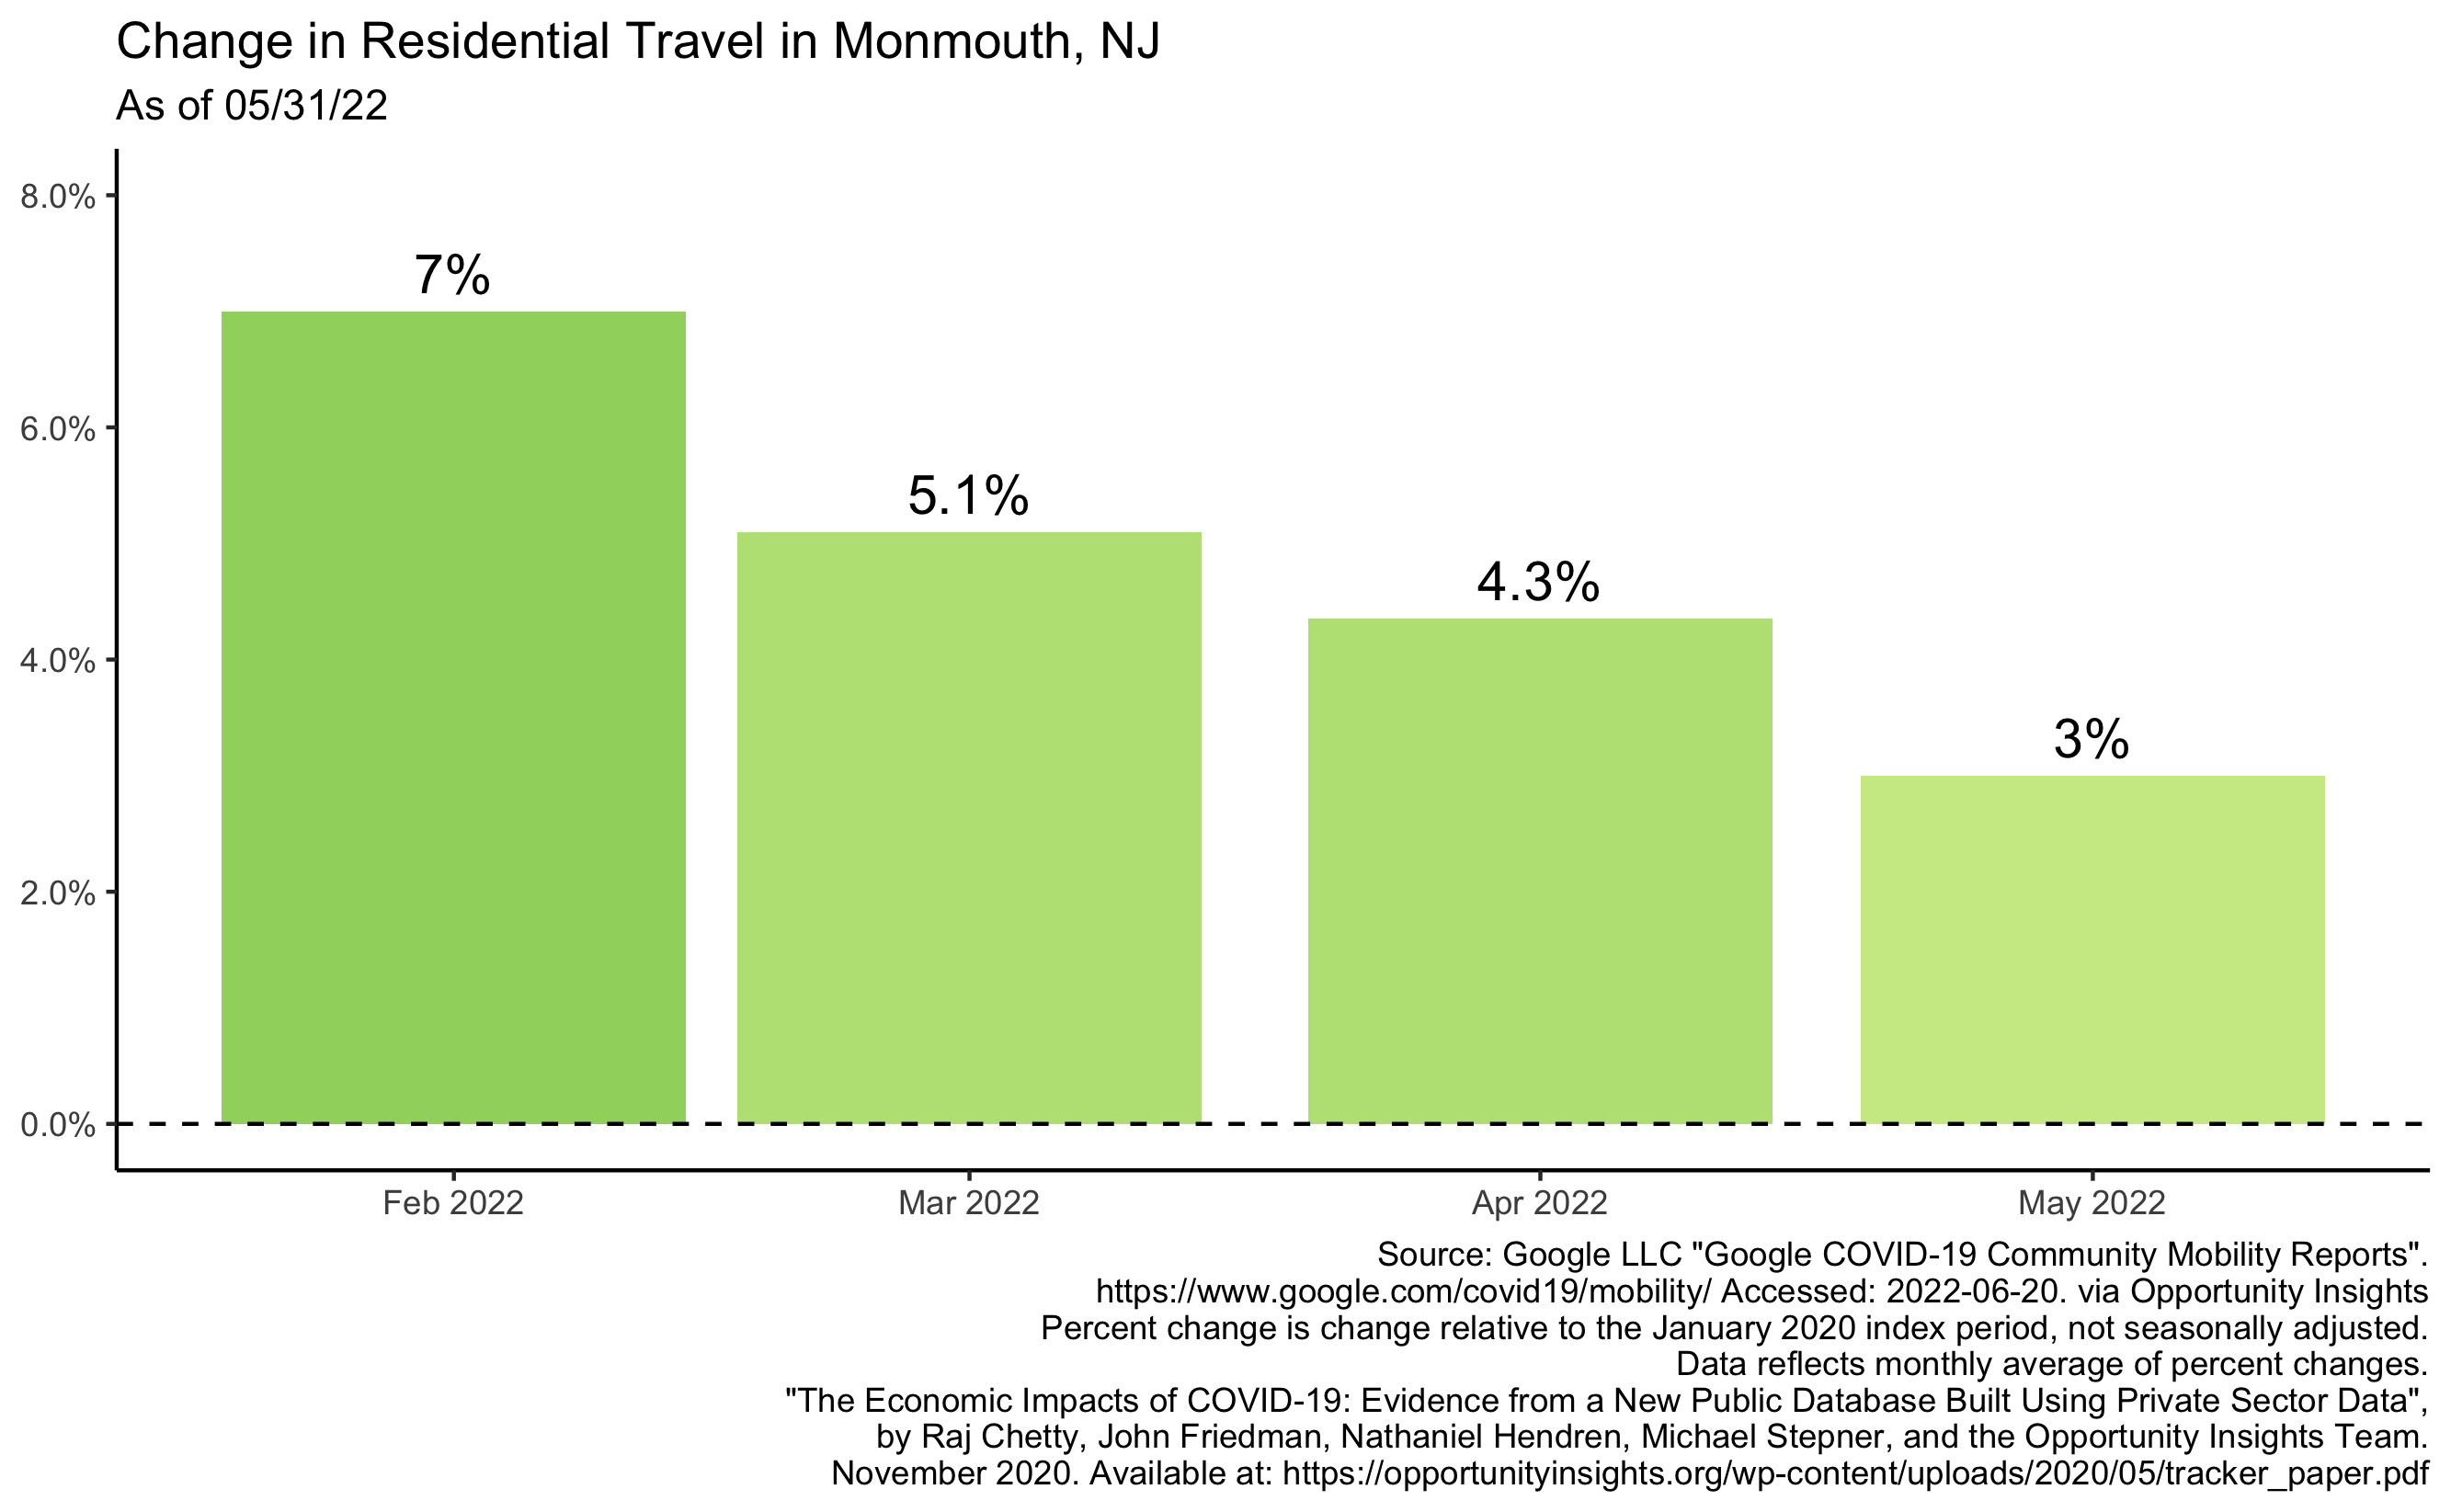 Change in Residential Travel in Monmouth, NJ
As of 05/31/22
8.0%
6.0%
4.0%
2.0%
0.0%
7%
5.1%
4.3%
3%
Feb 2022
Mar 2022
Apr 2022
May 2022
Source: Google LLC "Google COVID-19 Community Mobility Reports".
https://www.google.com/covid19/mobility/ Accessed: 2022-06-20. via Opportunity Insights
Percent change is change relative to the January 2020 index period, not seasonally adjusted.
Data reflects monthly average of percent changes.
"The Economic Impacts of COVID-19: Evidence from a New Public Database Built Using Private Sector Data",
by Raj Chetty, John Friedman, Nathaniel Hendren, Michael Stepner, and the Opportunity Insights Team.
November 2020. Available at: https://opportunityinsights.org/wp-content/uploads/2020/05/tracker_paper.pdf